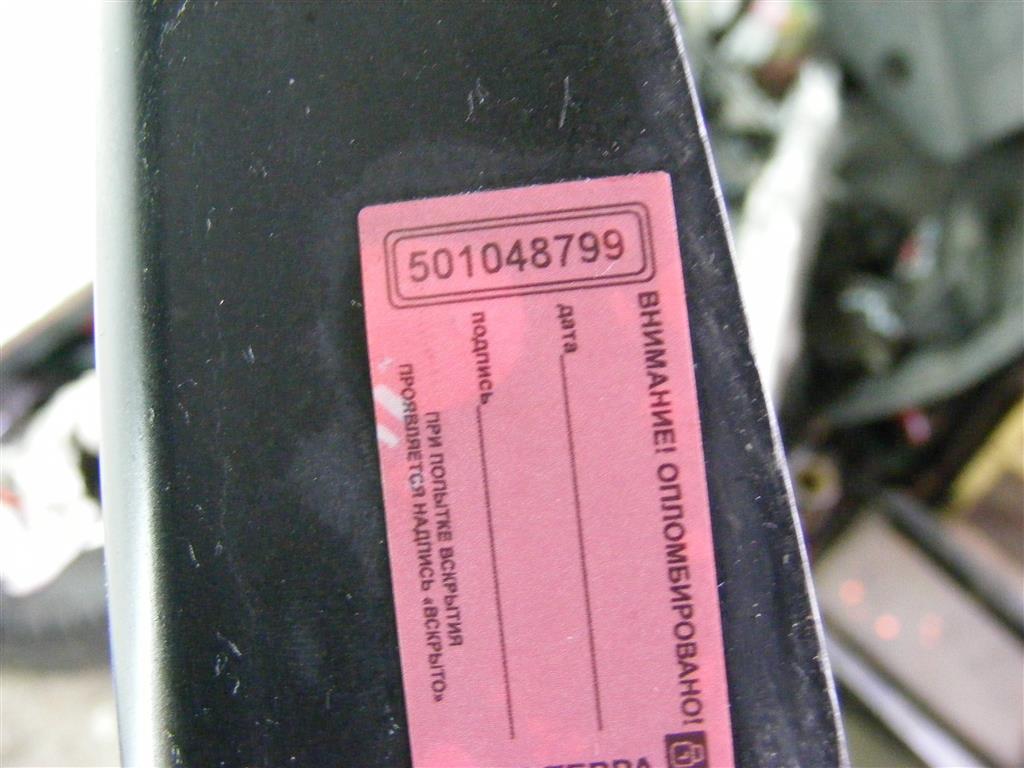 501048799
ВНИМАНИЕ! ОПЛОМБИРОВАНО!
дата
подпись
ПРИ ПОПЫТКЕ ВСКРЫТИЯ
ПРОЯВЛЯЕТСЯ НАДПИСЬ «ВСКРЫТО»